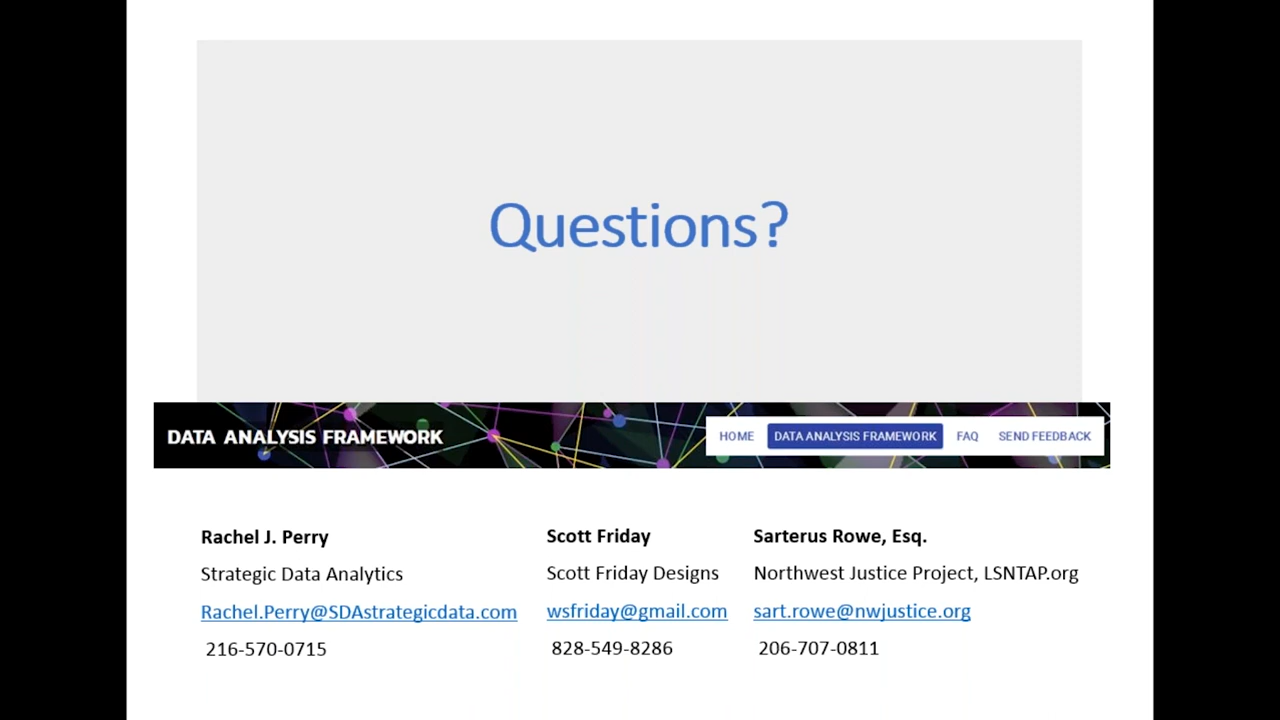 Questions?
DATA ANALYSIS FRAMEWORK
HOME DATA ANALYSIS FRAMEWORK FAQ SEND FEEDBACK
Rachel J. Perry
Strategic Data Analytics
Rachel.Perry@SDAstrategicdata.com
216-570-0715
Scott Friday
Scott Friday Designs
wsfriday@gmail.com
828-549-8286
Sarterus Rowe, Esq.
Northwest Justice Project, LSNTAP.org
sart.rowe@nwjustice.org
206-707-0811